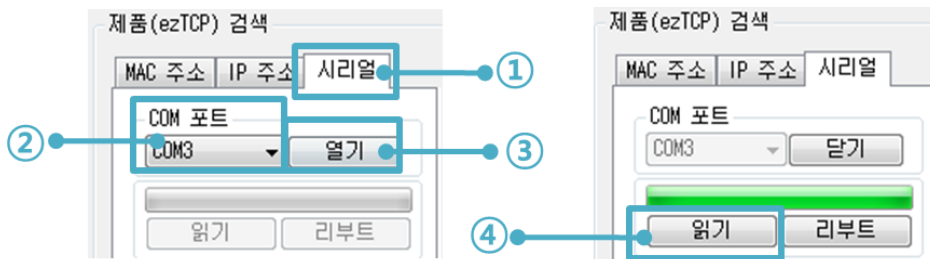 제품(ezTCP) 검색
MAC 주소 IP 주소 시리얼
①
COM 포트
②
COM3 열기
③
읽기 리부트
제품(ezTCP) 검색
MAC 주소 IP 주소 시리얼
COM 포트
COM3 닫기
④
읽기 리부트